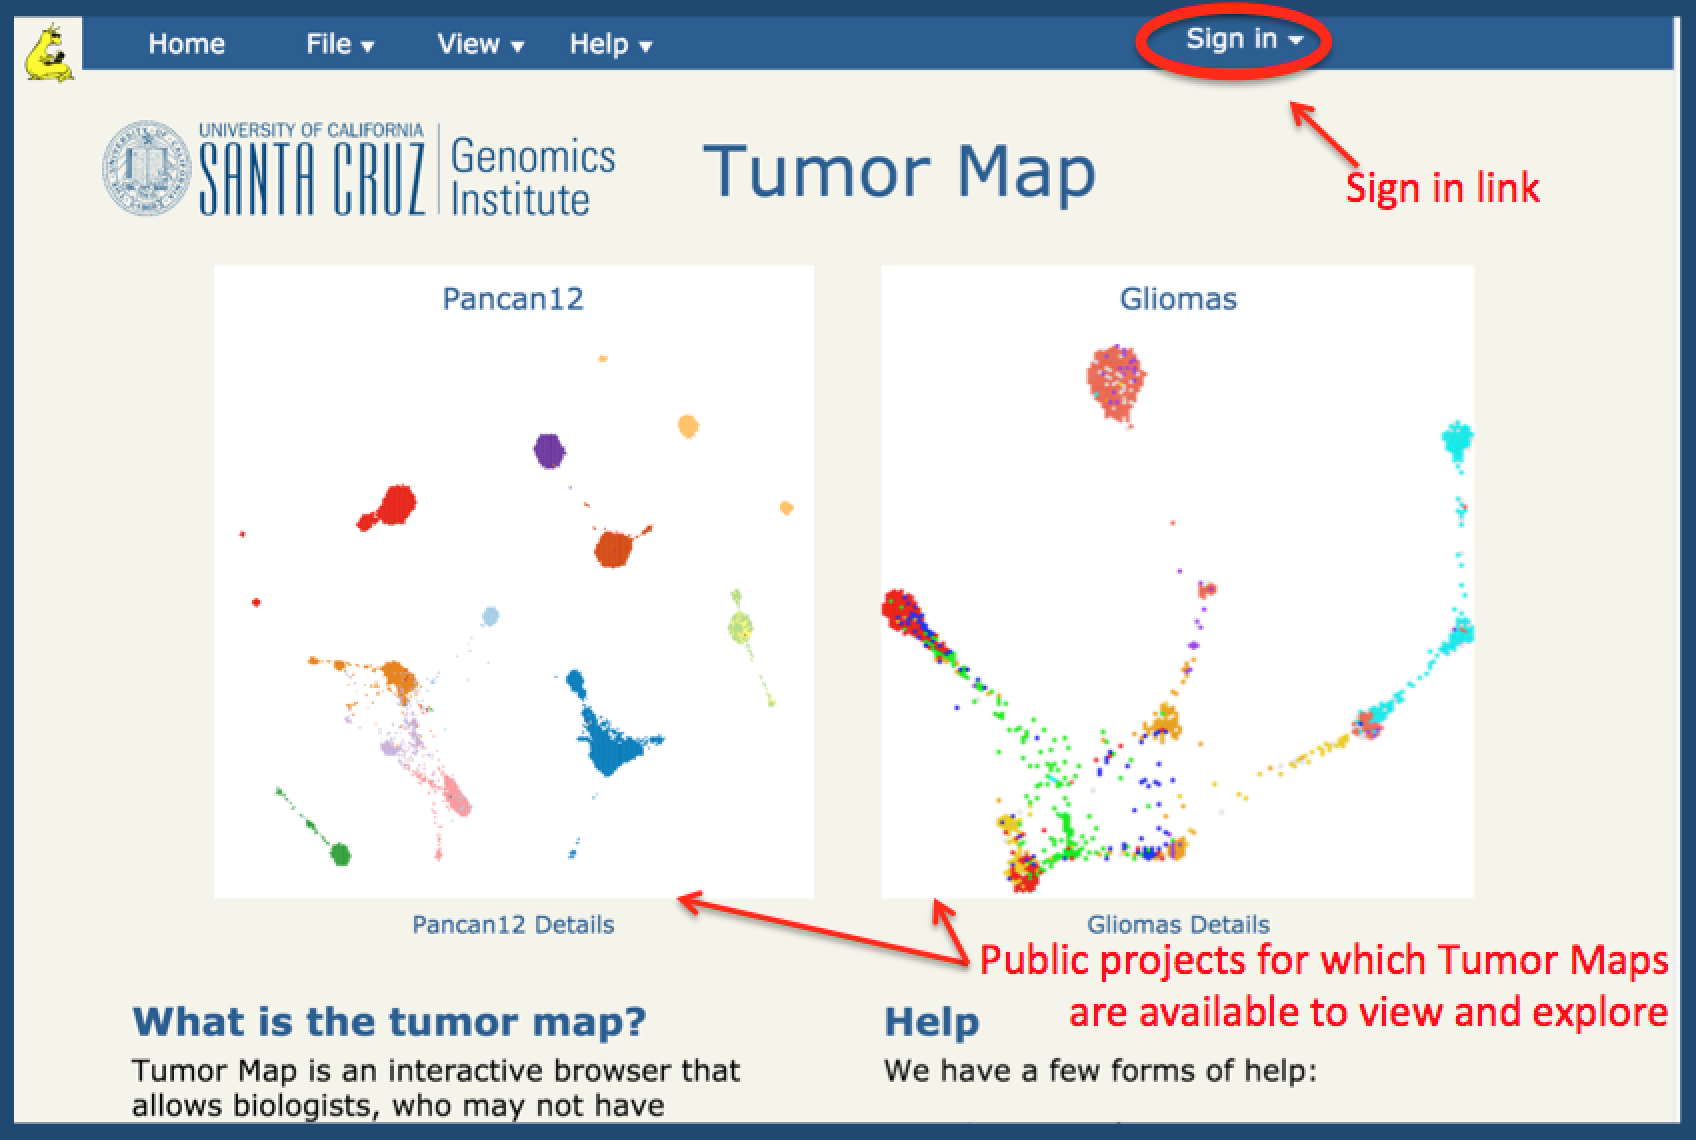 Home File View Help Sign in
UNIVERSITY OF CALIFORNIA
SANTA CRUZ
Genomics
Institute
Tumor Map
Sign in link
Pancan12
Gliomas
Pancan12 Details
Gliomas Details
Public projects for which Tumor Maps
are available to view and explore
What is the tumor map?
Tumor Map is an interactive browser that
allows biologists, who may not have
Help
We have a few forms of help: